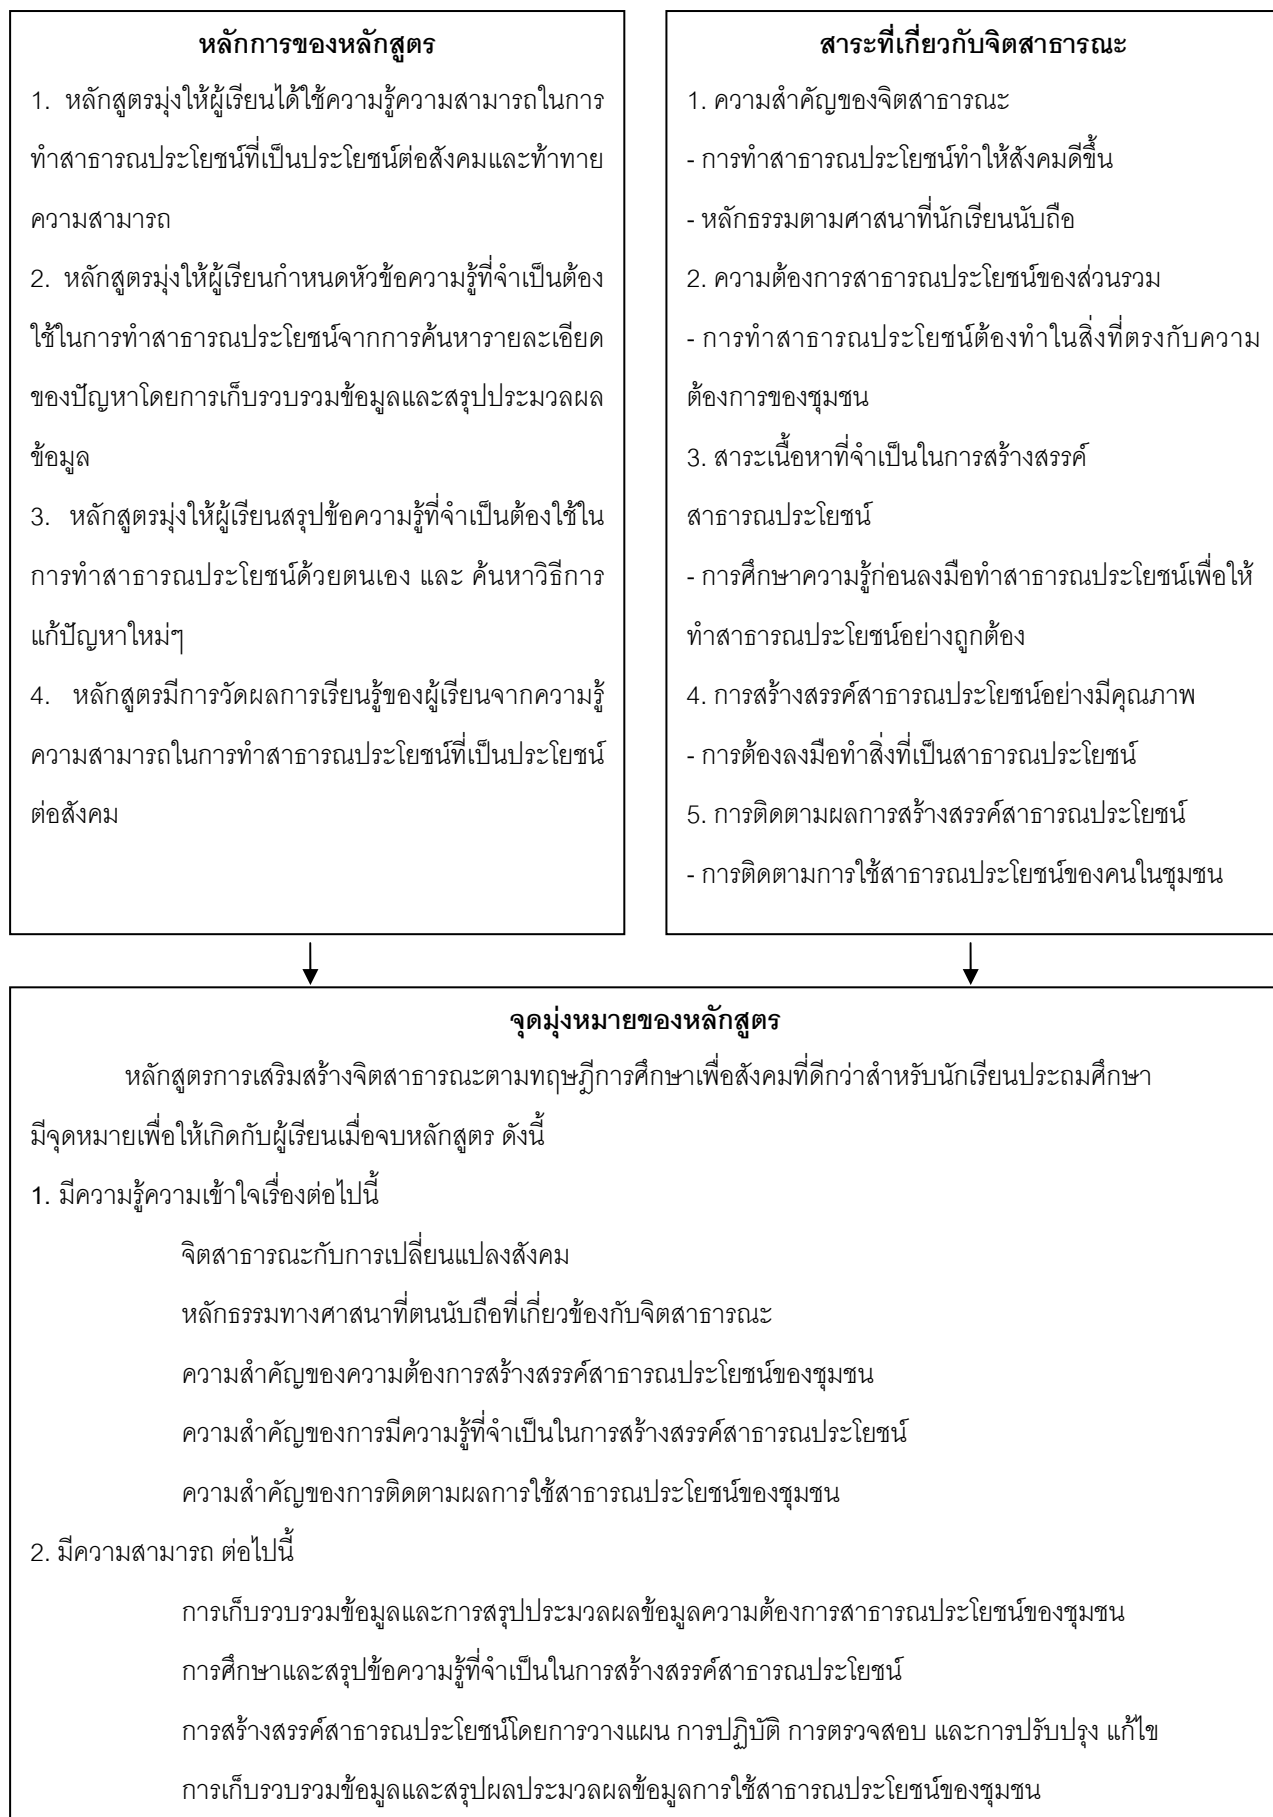 หลักการของหลักสูตร
1. หลักสูตรมุ่งให้ผู้เรียนได้ใช้ความรู้ความสามารถในการ
ทำสาธารณประโยชน์ที่เป็นประโยชน์ต่อสังคมและท้าทาย
ความสามารถ
2. หลักสูตรมุ่งให้ผู้เรียนกำหนดหัวข้อความรู้ที่จำเป็นต้อง
ใช้ในการทำสาธารณประโยชน์จากการค้นหารายละเอียด
ของปัญหาโดยการเก็บรวบรวมข้อมูลและสรุปประมวลผล
ข้อมูล
3. หลักสูตรมุ่งให้ผู้เรียนสรุปข้อความรู้ที่จำเป็นต้องใช้ใน
การทำสาธารณประโยชน์ด้วยตนเอง และ ค้นหาวิธีการ
แก้ปัญหาใหม่ๆ
4. หลักสูตรมีการวัดผลการเรียนรู้ของผู้เรียนจากความรู้
ความสามารถในการทำสาธารณประโยชน์ที่เป็นประโยชน์
ต่อสังคม
สาระที่เกี่ยวกับจิตสาธารณะ
1. ความสำคัญของจิตสาธารณะ
- การทำสาธารณประโยชน์ทำให้สังคมดีขึ้น
- หลักธรรมตามศาสนาที่นักเรียนนับถือ
2. ความต้องการสาธารณประโยชน์ของส่วนรวม
- การทำสาธารณประโยชน์ต้องทำในสิ่งที่ตรงกับความ
ต้องการของชุมชน
3. สาระเนื้อหาที่จำเป็นในการสร้างสรรค์
สาธารณประโยชน์
- การศึกษาความรู้ก่อนลงมือทำสาธารณประโยชน์เพื่อให้
ทำสาธารณประโยชน์อย่างถูกต้อง
4. การสร้างสรรค์สาธารณประโยชน์อย่างมีคุณภาพ
- การต้องลงมือทำสิ่งที่เป็นสาธารณประโยชน์
5. การติดตามผลการสร้างสรรค์สาธารณประโยชน์
- การติดตามการใช้สาธารณประโยชน์ของคนในชุมชน
จุดมุ่งหมายของหลักสูตร
หลักสูตรการเสริมสร้างจิตสาธารณะตามทฤษฎีการศึกษาเพื่อสังคมที่ดีกว่าสำหรับนักเรียนประถมศึกษา
มีจุดหมายเพื่อให้เกิดกับผู้เรียนเมื่อจบหลักสูตร ดังนี้
1. มีความรู้ความเข้าใจเรื่องต่อไปนี้
จิตสาธารณะกับการเปลี่ยนแปลงสังคม
หลักธรรมทางศาสนาที่ตนนับถือที่เกี่ยวข้องกับจิตสาธารณะ
ความสำคัญของความต้องการสร้างสรรค์สาธารณประโยชน์ของชุมชน
ความสำคัญของการมีความรู้ที่จำเป็นในการสร้างสรรค์สาธารณประโยชน์
ความสำคัญของการติดตามผลการใช้สาธารณประโยชน์ของชุมชน
2. มีความสามารถ ต่อไปนี้
การเก็บรวบรวมข้อมูลและการสรุปประมวลผลข้อมูลความต้องการสาธารณประโยชน์ของชุมชน
การศึกษาและสรุปข้อความรู้ที่จำเป็นในการสร้างสรรค์สาธารณประโยชน์
การสร้างสรรค์สาธารณประโยชน์โดยการวางแผน การปฏิบัติ การตรวจสอบ และการปรับปรุง แก้ไข
การเก็บรวบรวมข้อมูลและสรุปผลประมวลผลข้อมูลการใช้สาธารณประโยชน์ของชุมชน